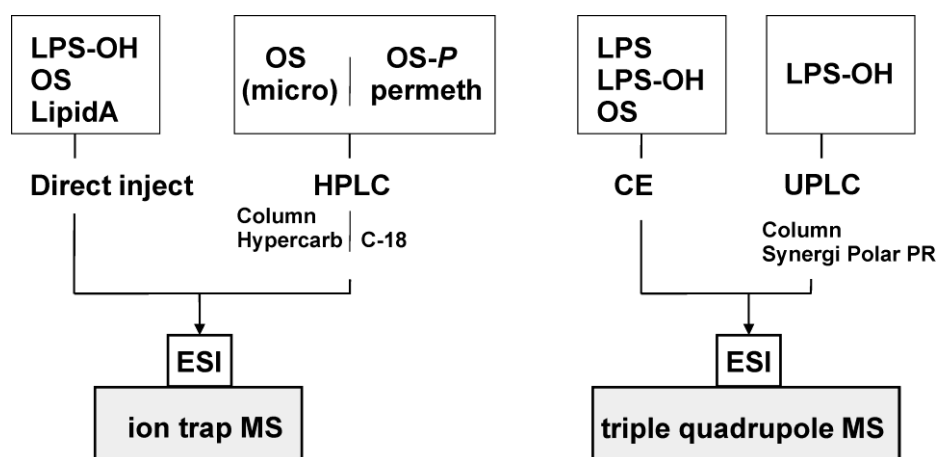 LPS-OH
OS
LipidA
OS
(micro)
OS-P
permeth
LPS
LPS-OH
OS
LPS-OH
Direct inject
HPLC
CE
UPLC
Column
Hypercarb
C-18
Column
Synergi Polar PR
ESI
ESI
ion trap MS
triple quadrupole MS